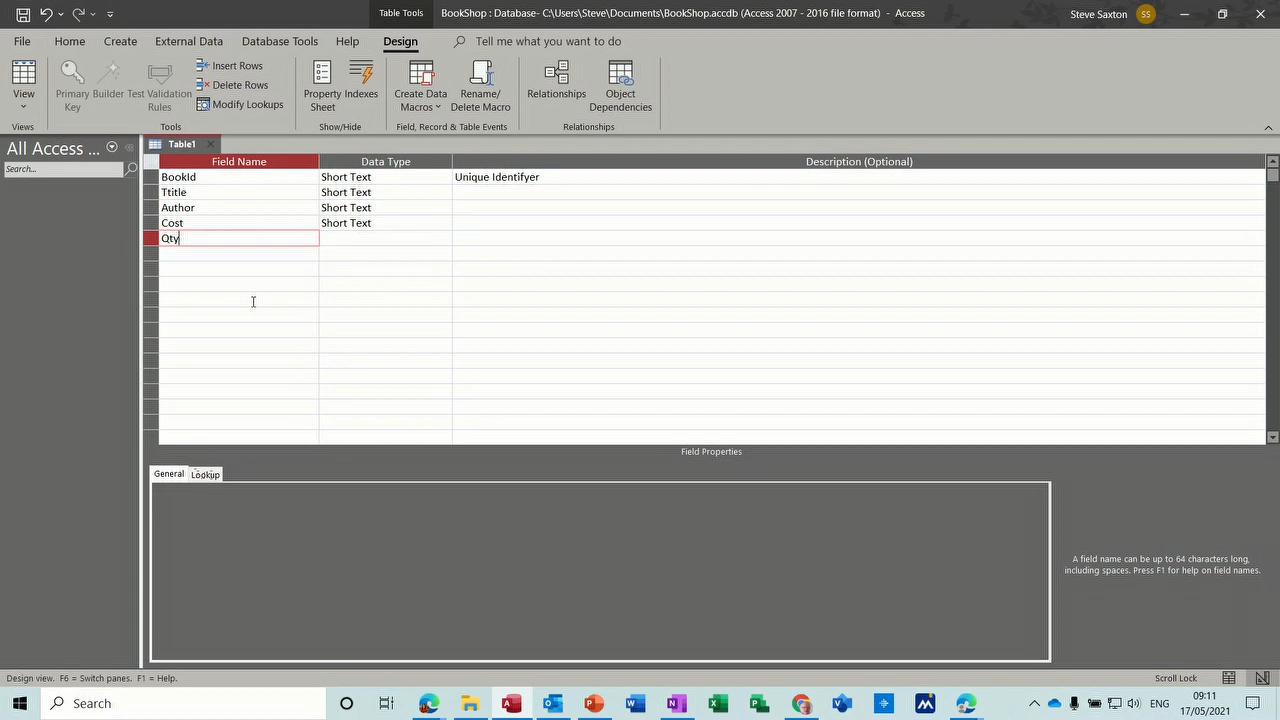 Table Tools
BookShop : Database- C:\Users\Steve\Documents\BookShop.accdb (Access 2007 - 2016 file format) - Access
Steve Saxton
SS
File
Home
Create
External Data
Database Tools
Help
Design
Tell me what you want to do
View
Primary Key
Builder
Test Validation Rules
Insert Rows
Delete Rows
Modify Lookups
Property Sheet
Indexes
Create Data Macros
Rename/ Delete Macro
Relationships
Object Dependencies
Views
Tools
Show/Hide
Field, Record & Table Events
Relationships
All Access ...
Search...
Table1
Field Name Data Type Description (Optional)
BookId Short Text Unique Identifyer
Ttitle Short Text
Author Short Text
Cost Short Text
Qty
Field Properties
General
Lookup
A field name can be up to 64 characters long,
including spaces. Press F1 for help on field names.
Design view. F6 = Switch panes. F1 = Help.
Scroll Lock
Search
ENG
09:11
17/05/2021